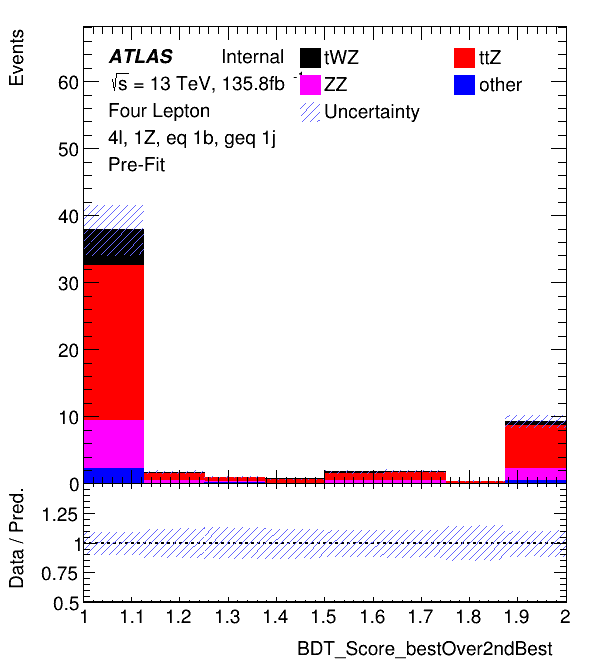 Events
ATLAS Internal
√s = 13 TeV, 135.8fb⁻¹
Four Lepton
4l, 1Z, eq 1b, geq 1j
Pre-Fit
tWZ ttZ
ZZ other
Uncertainty
60
50
40
30
20
10
0
Data / Pred.
1.25
1
0.75
0.5
1 1.1 1.2 1.3 1.4 1.5 1.6 1.7 1.8 1.9 2
BDT_Score_bestOver2ndBest